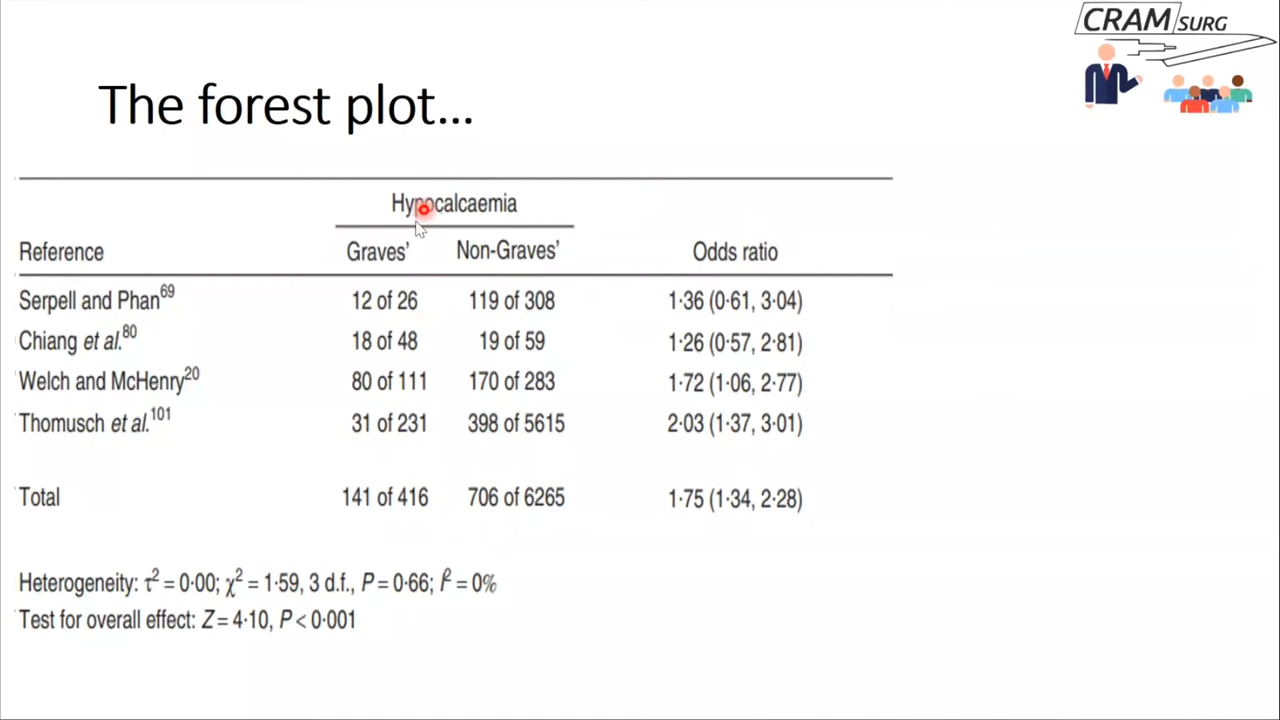 CRAM SURG
The forest plot...
Hypocalcaemia
Reference Graves’ Non-Graves’ Odds ratio
Serpell and Phan69 12 of 26 119 of 308 1·36 (0·61, 3·04)
Chiang et al.80 18 of 48 19 of 59 1·26 (0·57, 2·81)
Welch and McHenry20 80 of 111 170 of 283 1·72 (1·06, 2·77)
Thomusch et al.101 31 of 231 398 of 5615 2·03 (1·37, 3·01)
Total 141 of 416 706 of 6265 1·75 (1·34, 2·28)
Heterogeneity: τ² = 0·00; χ² = 1·59, 3 d.f., P = 0·66; I² = 0%
Test for overall effect: Z = 4·10, P < 0·001